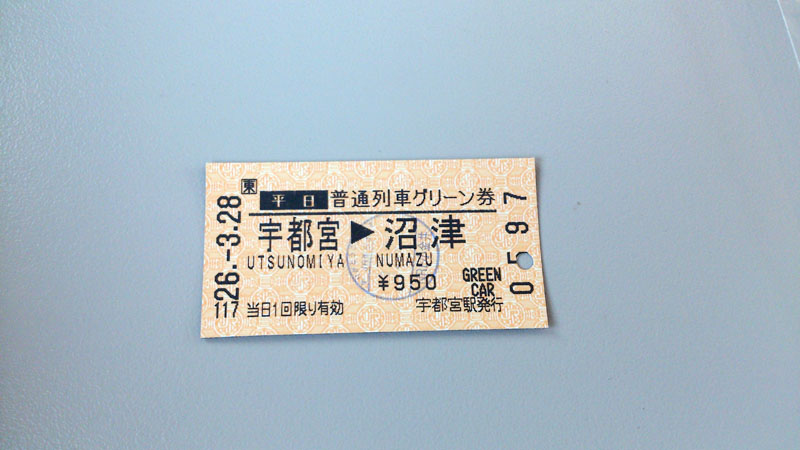 東 平日 普通列車グリーン券
宇都宮 ▶ 沼津
UTSUNOMIYA NUMAZU
¥950
GREEN
CAR
当日1回限り有効 宇都宮駅発行
26.-3.28
117
0597